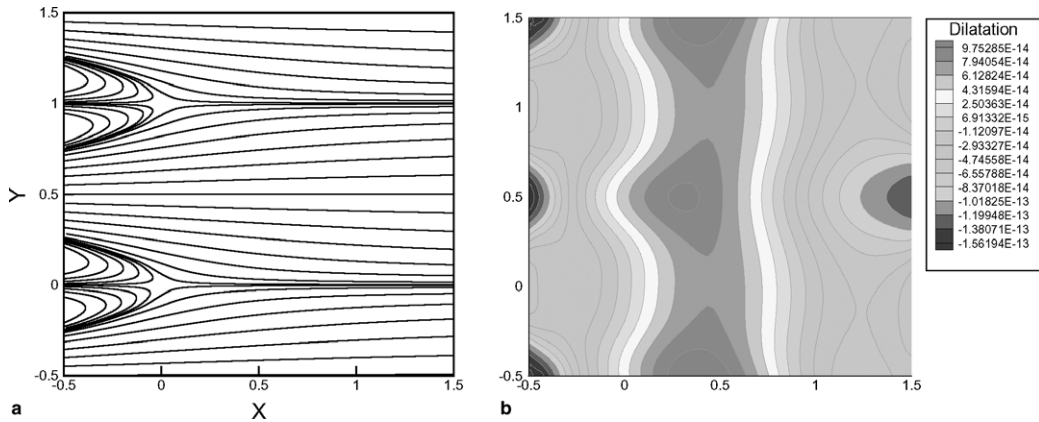 1.5
1
0.5
0
-0.5
Y
-0.5
0
0.5
1
1.5
X
a
1.5
1
0.5
0
-0.5
-0.5
0
0.5
1
1.5
b
Dilatation
9.75285E-14
7.94054E-14
6.12824E-14
4.31594E-14
2.50363E-14
6.91332E-15
-1.12097E-14
-2.93327E-14
-4.74558E-14
-6.55788E-14
-8.37018E-14
-1.01825E-13
-1.19948E-13
-1.38071E-13
-1.56194E-13